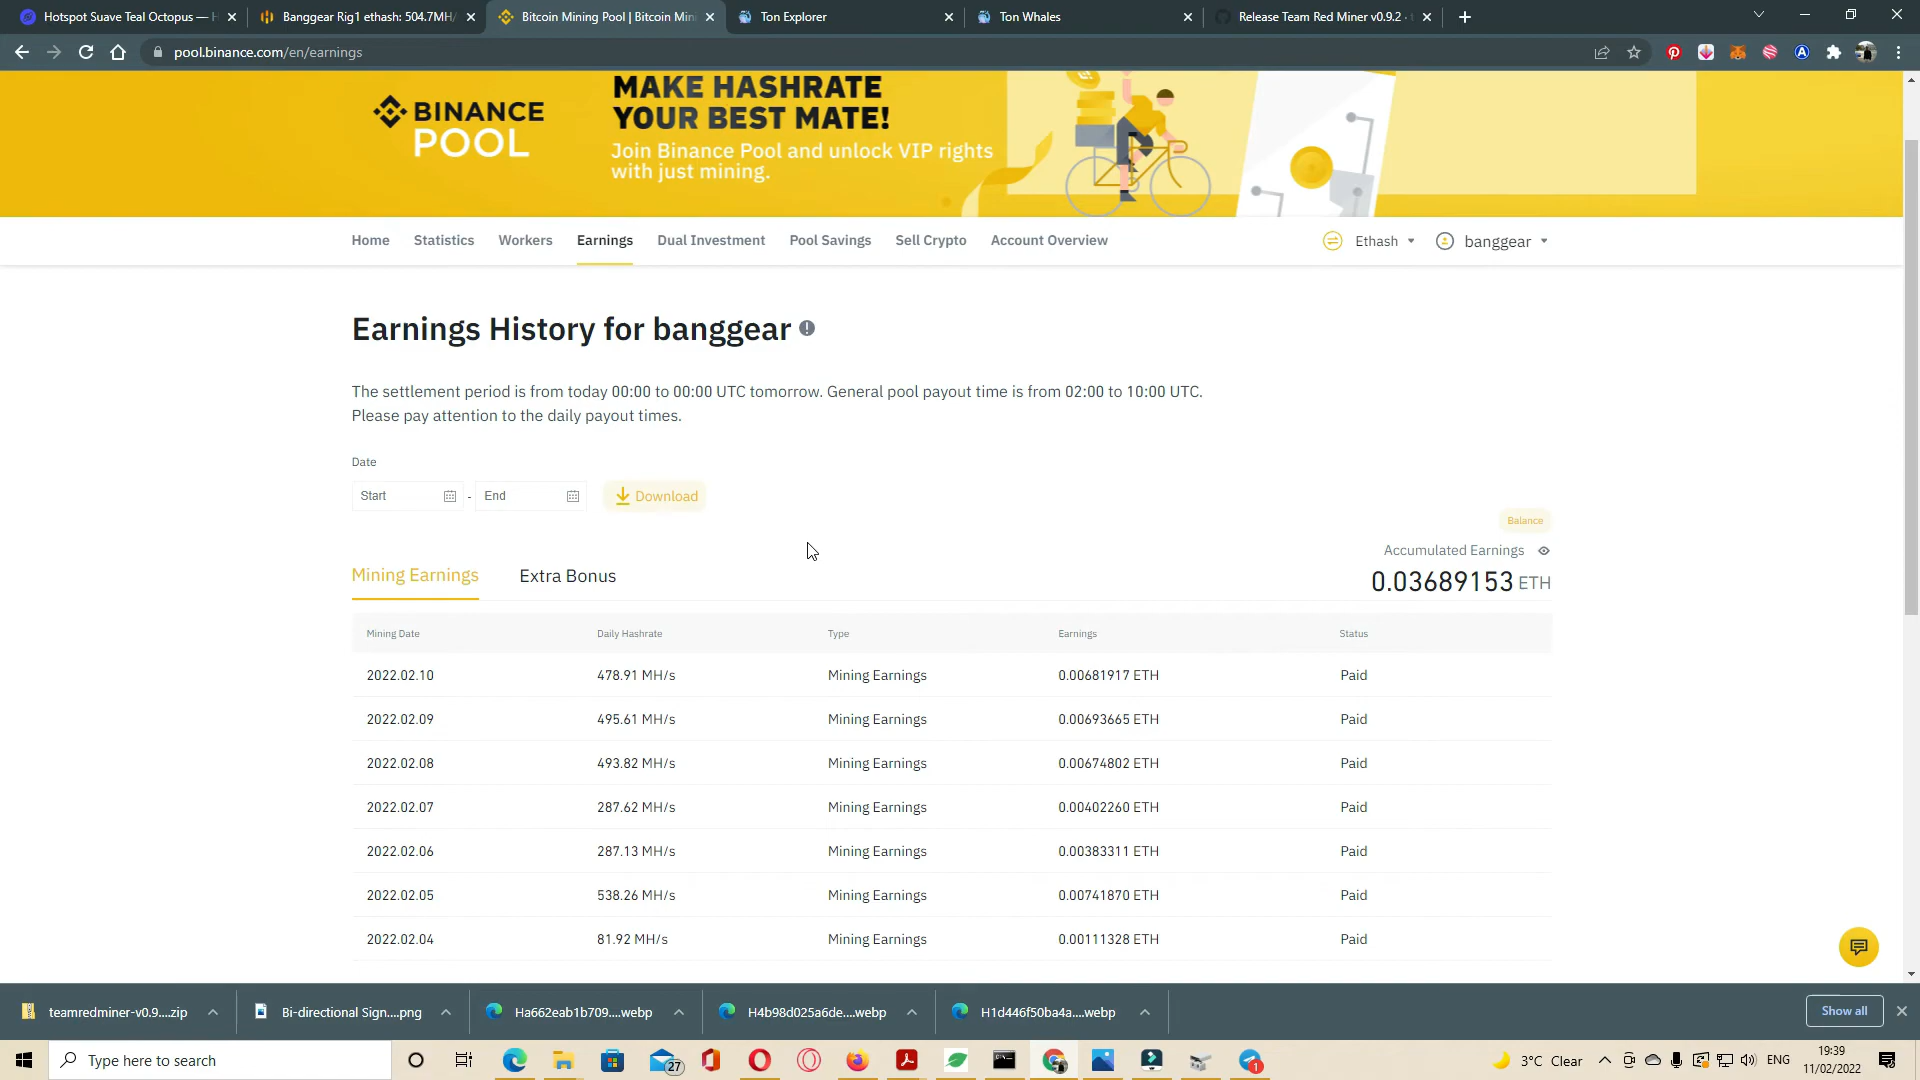 Hotspot Suave Teal Octopus — H
Banggear Rig1 ethash: 504.7MH/
Bitcoin Mining Pool | Bitcoin Min
Ton Explorer
Ton Whales
Release Team Red Miner v0.9.2 ·
pool.binance.com/en/earnings
BINANCE
POOL
MAKE HASHRATE
YOUR BEST MATE!
Join Binance Pool and unlock VIP rights
with just mining.
Home Statistics Workers Earnings Dual Investment Pool Savings Sell Crypto Account Overview Ethash banggear
Earnings History for banggear
The settlement period is from today 00:00 to 00:00 UTC tomorrow. General pool payout time is from 02:00 to 10:00 UTC.
Please pay attention to the daily payout times.
Date
Start - End Download
Balance
Accumulated Earnings
0.03689153 ETH
Mining Earnings Extra Bonus
Mining Date Daily Hashrate Type Earnings Status
2022.02.10 478.91 MH/s Mining Earnings 0.00681917 ETH Paid
2022.02.09 495.61 MH/s Mining Earnings 0.00693665 ETH Paid
2022.02.08 493.82 MH/s Mining Earnings 0.00674802 ETH Paid
2022.02.07 287.62 MH/s Mining Earnings 0.00402260 ETH Paid
2022.02.06 287.13 MH/s Mining Earnings 0.00383311 ETH Paid
2022.02.05 538.26 MH/s Mining Earnings 0.00741870 ETH Paid
2022.02.04 81.92 MH/s Mining Earnings 0.00111328 ETH Paid
teamredminer-v0.9....zip
Bi-directional Sign....png
Ha662eab1b709....webp
H4b98d025a6de....webp
H1d446f50ba4a....webp
Show all
Type here to search
27
1
3°C Clear
ENG
19:39
11/02/2022